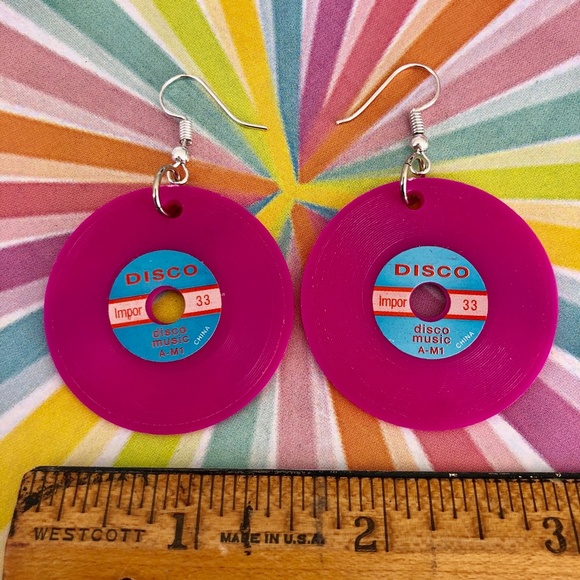 DISCO
Impor 33
disco
music
A-M1
CHINA
DISCO
Impor 33
disco
music
A-M1
CHINA
WESTCOTT 1 MADE IN U.S.A. 2 3